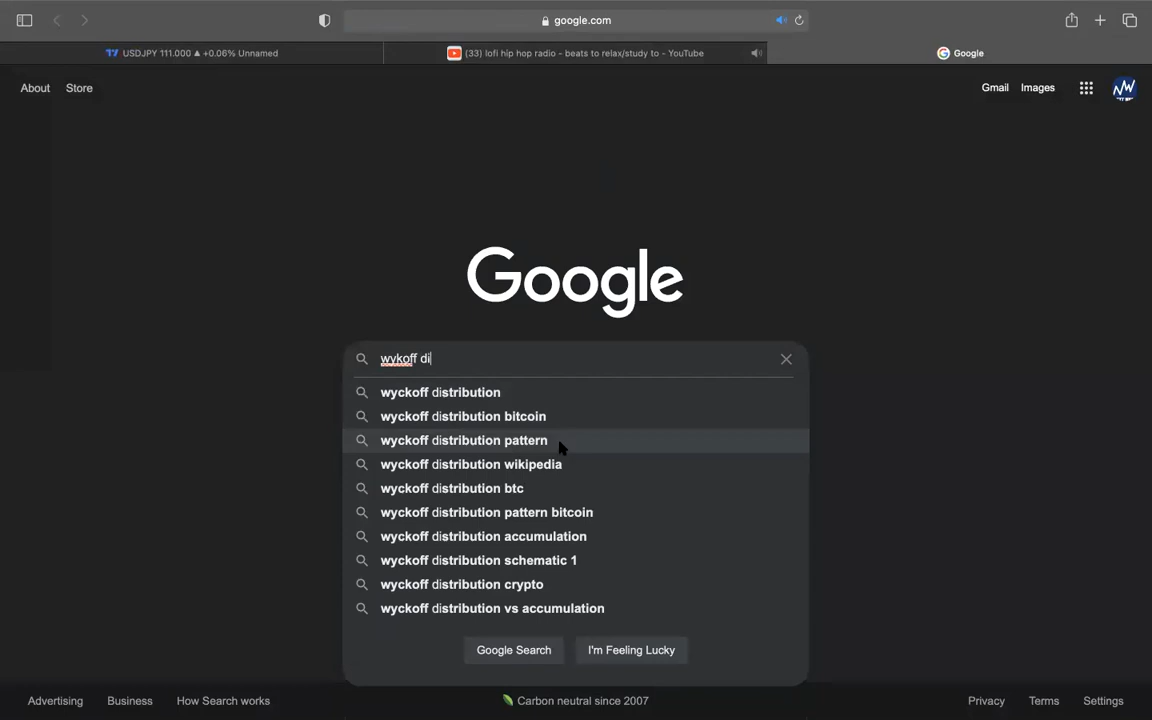 google.com
USDJPY 111.000 ▲ +0.06% Unnamed
(33) lofi hip hop radio - beats to relax/study to - YouTube
Google
About Store
Gmail Images
Google
wykoff di
wyckoff distribution
wyckoff distribution bitcoin
wyckoff distribution pattern
wyckoff distribution wikipedia
wyckoff distribution btc
wyckoff distribution pattern bitcoin
wyckoff distribution accumulation
wyckoff distribution schematic 1
wyckoff distribution crypto
wyckoff distribution vs accumulation
Google Search I'm Feeling Lucky
Advertising Business How Search works Carbon neutral since 2007 Privacy Terms Settings